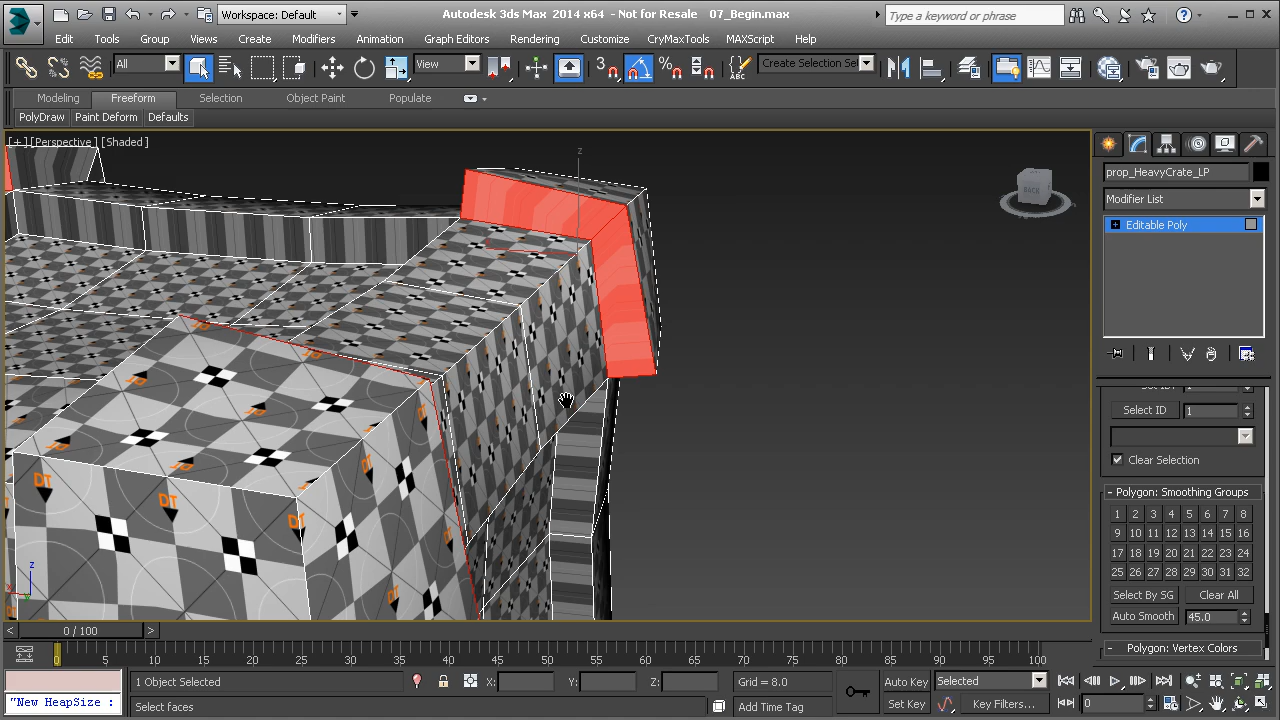 Workspace: Default
Autodesk 3ds Max 2014 x64 - Not for Resale 07_Begin.max
Type a keyword or phrase
Edit Tools Group Views Create Modifiers Animation Graph Editors Rendering Customize CryMaxTools MAXScript Help
All View 3 % ABC Create Selection Se
Modeling Freeform Selection Object Paint Populate
PolyDraw Paint Deform Defaults
[+][Perspective][Shaded]
z
BACK
prop_HeavyCrate_LP
Modifier List
Editable Poly
DT DT DT
Select ID 1
Clear Selection
- Polygon: Smoothing Groups
1 2 3 4 5 6 7 8
9 10 11 12 13 14 15 16
17 18 19 20 21 22 23 24
25 26 27 28 29 30 31 32
Select By SG Clear All
Auto Smooth 45.0
- Polygon: Vertex Colors
z
< 0 / 100 >
0 5 10 15 20 25 30 35 40 45 50 55 60 65 70 75 80 85 90 95 100
1 Object Selected X: Y: Z: Grid = 8.0 Auto Key Selected
"New HeapSize : Select faces Add Time Tag Set Key Key Filters... 0